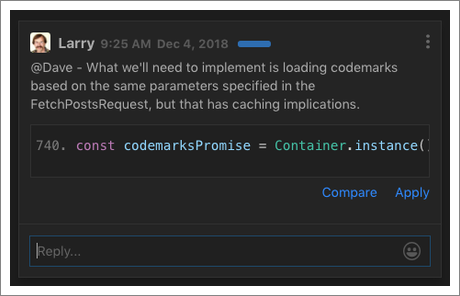 Larry 9:25 AM Dec 4, 2018
@Dave - What we'll need to implement is loading codemarks
based on the same parameters specified in the
FetchPostsRequest, but that has caching implications.
740. const codemarksPromise = Container.instance()
Compare Apply
Reply...